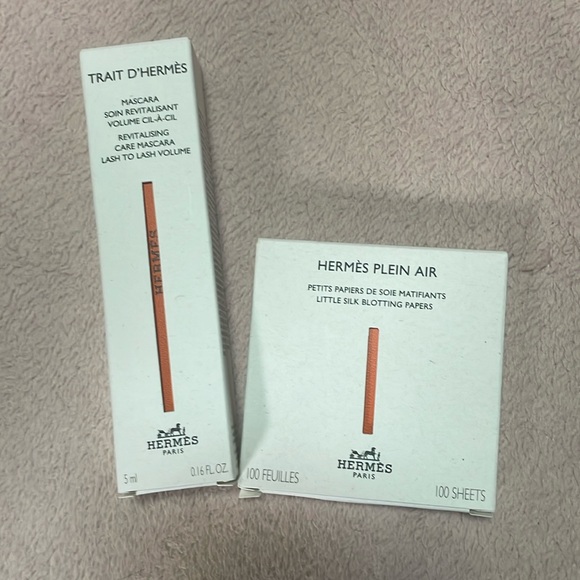 TRAIT D'HERMÈS
MASCARA
SOIN REVITALISANT
VOLUME CIL-À-CIL
REVITALISING
CARE MASCARA
LASH TO LASH VOLUME
HERMES
HERMÈS
PARIS
5 ml
0.16 FL.OZ.
HERMÈS PLEIN AIR
PETITS PAPIERS DE SOIE MATIFIANTS
LITTLE SILK BLOTTING PAPERS
HERMÈS
PARIS
100 FEUILLES
100 SHEETS